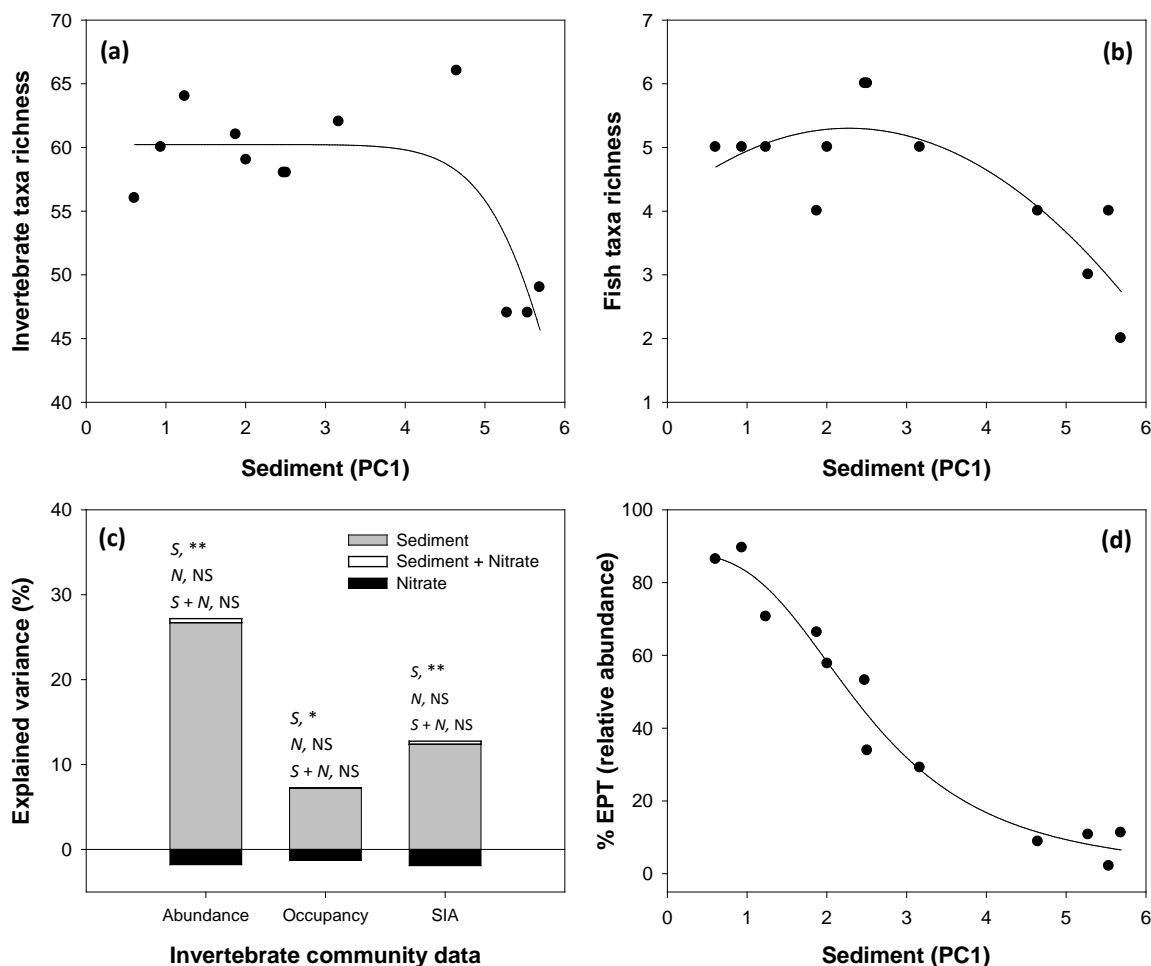 (a)
Invertebrate taxa richness
70
65
60
55
50
45
40
0 1 2 3 4 5 6
Sediment (PC1)
(b)
Fish taxa richness
7
6
5
4
3
2
1
0 1 2 3 4 5 6
Sediment (PC1)
(c)
Explained variance (%)
40
30
20
10
0
Sediment
Sediment + Nitrate
Nitrate
S, **
N, NS
S + N, NS
S, *
N, NS
S + N, NS
S, **
N, NS
S + N, NS
Abundance Occupancy SIA
Invertebrate community data
(d)
% EPT (relative abundance)
100
80
60
40
20
0
0 1 2 3 4 5 6
Sediment (PC1)